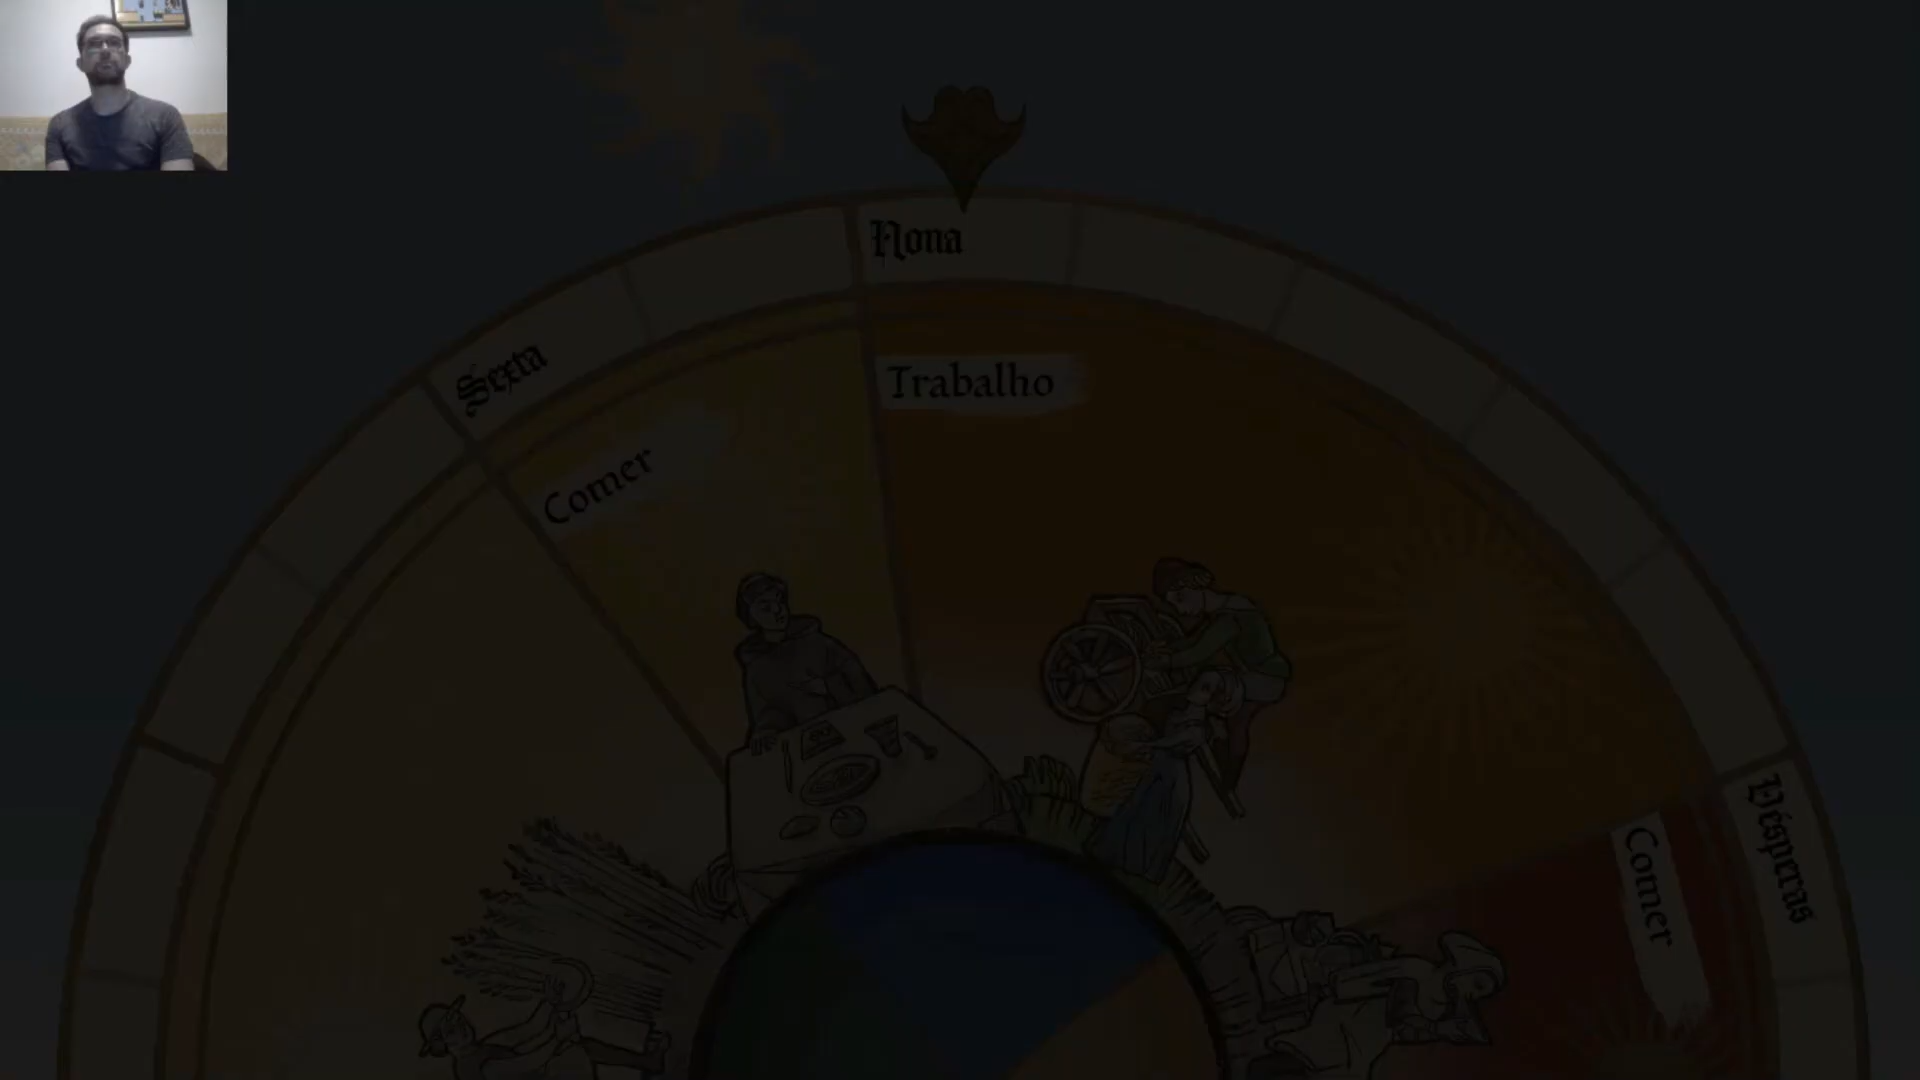 Nona
Sexta
Trabalho
Comer
Vésperas
Comer